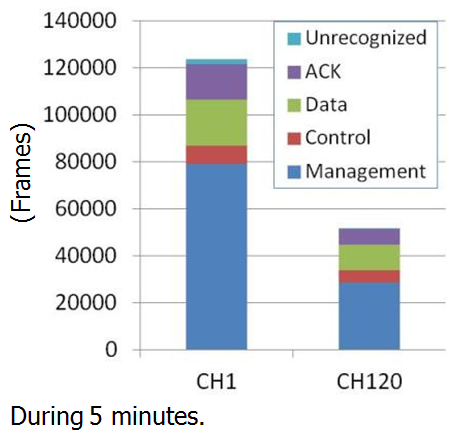 140000
120000
100000
80000
60000
40000
20000
0
(Frames)
Unrecognized
ACK
Data
Control
Management
CH1 CH120
During 5 minutes.